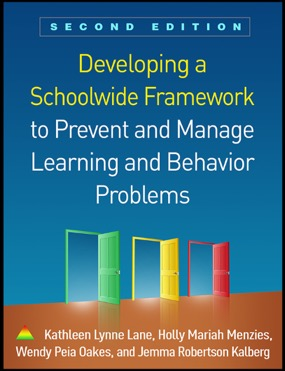 SECOND EDITION
Developing a
Schoolwide Framework
to Prevent and Manage
Learning and Behavior
Problems
Kathleen Lynne Lane, Holly Mariah Menzies,
Wendy Peia Oakes, and Jemma Robertson Kalberg